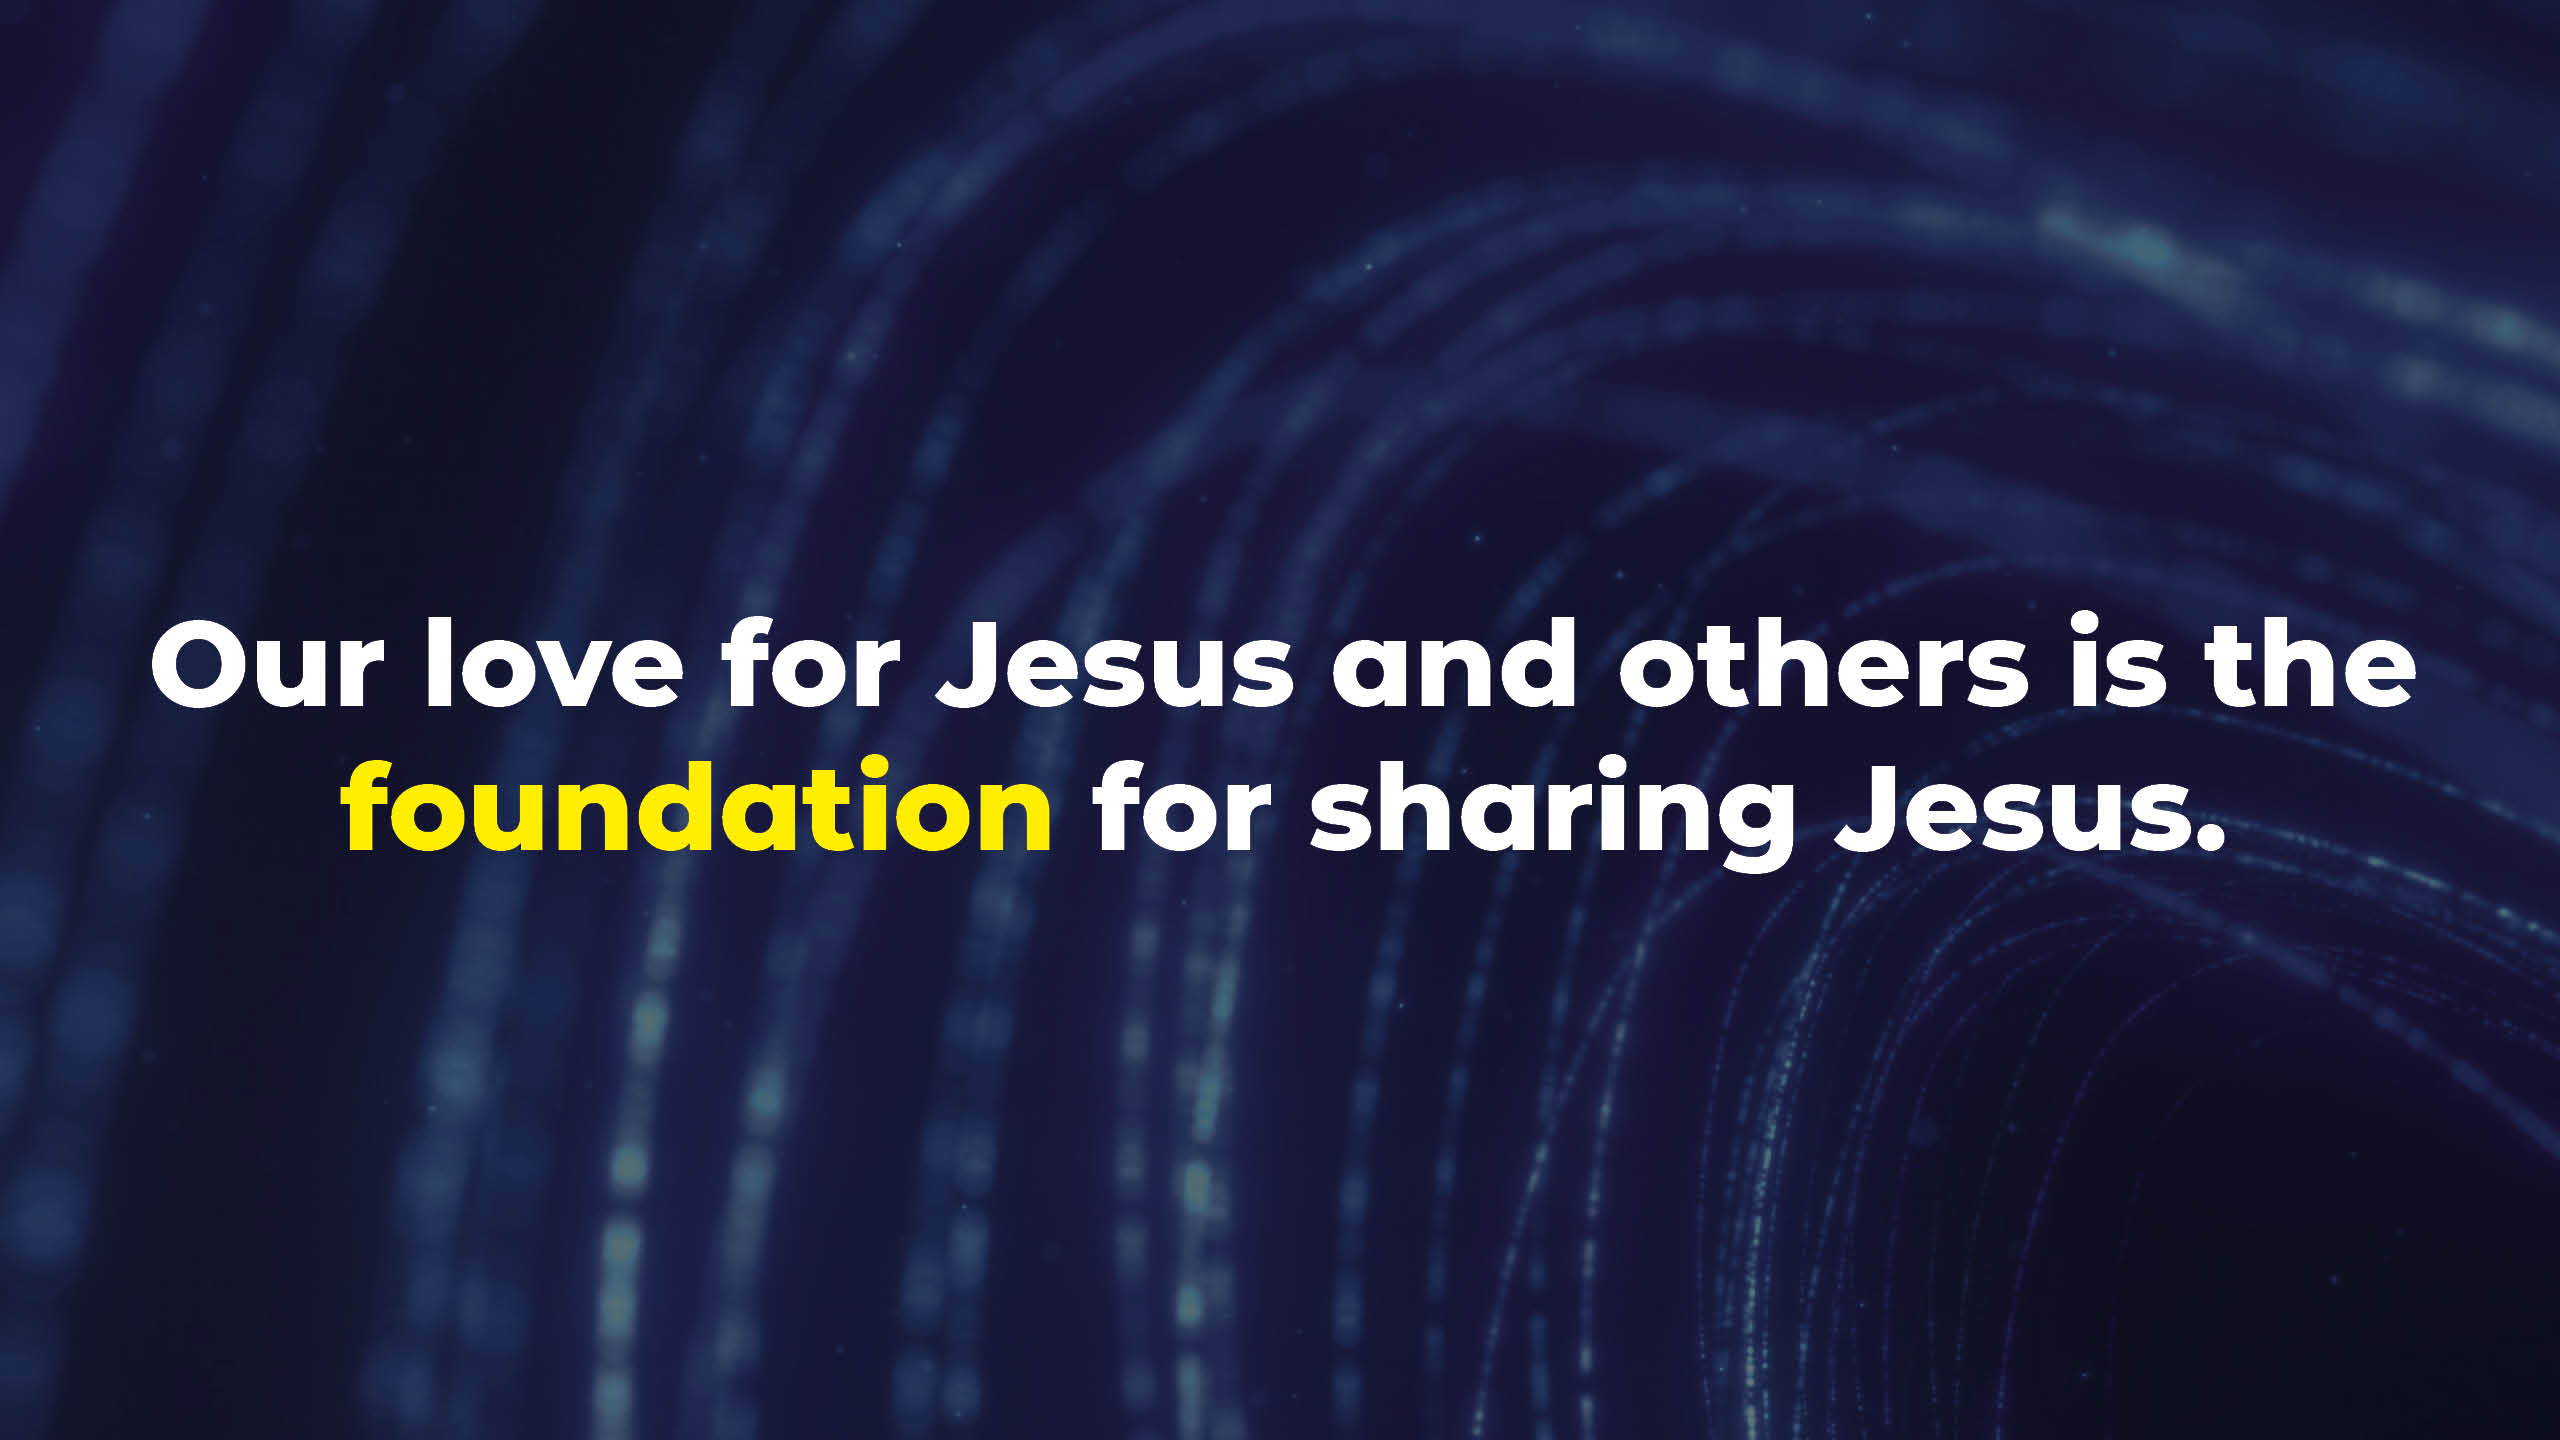 Our love for Jesus and others is the
foundation for sharing Jesus.